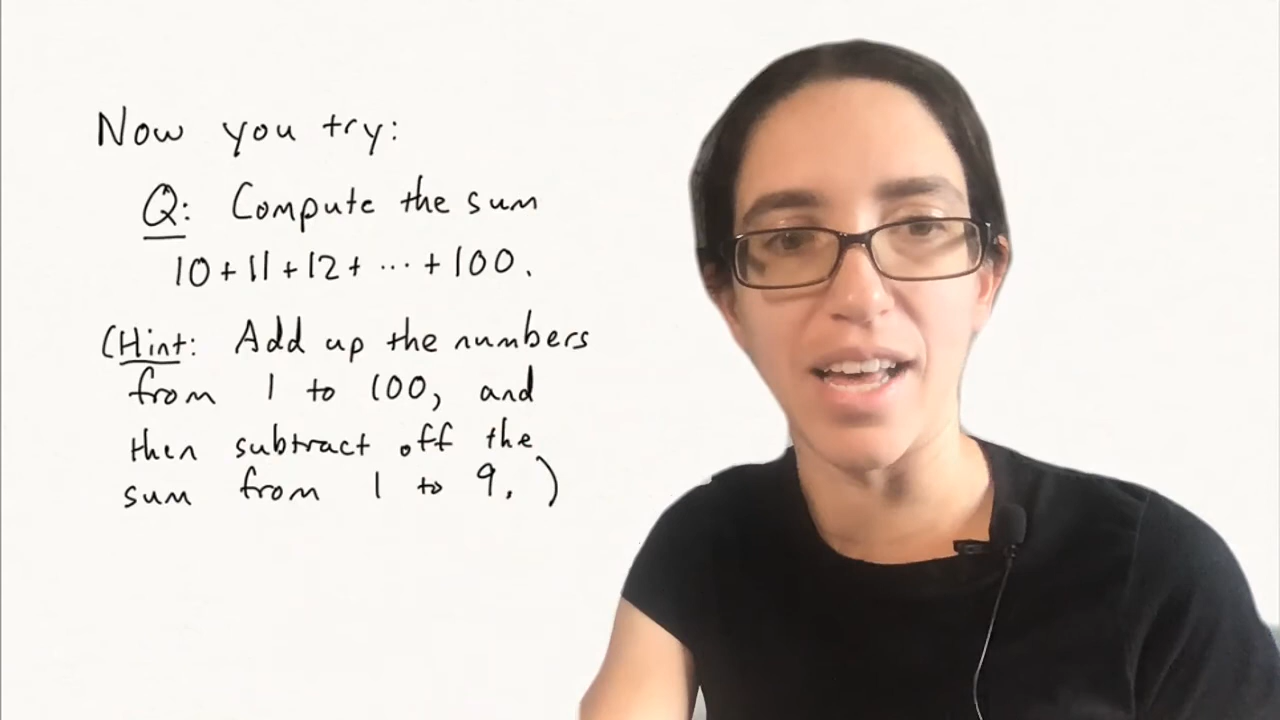 Now you try:
Q: Compute the sum
10+11+12+ ... +100.
(Hint: Add up the numbers
from 1 to 100, and
then subtract off the
sum from 1 to 9.)